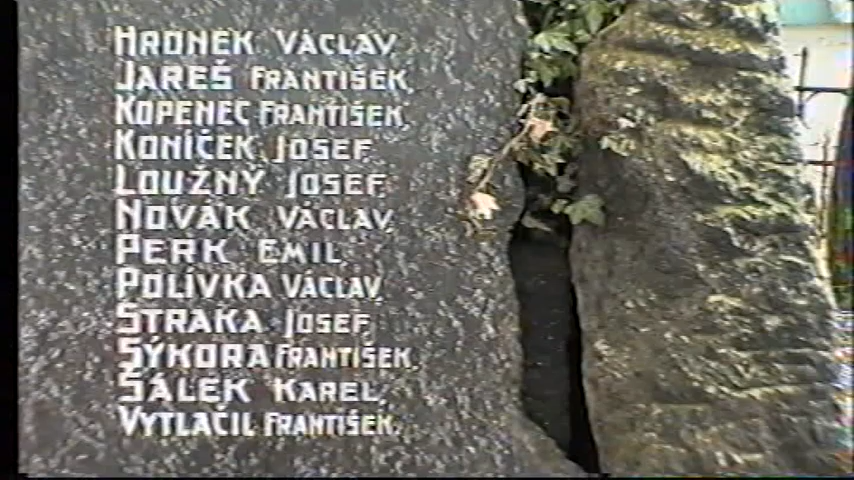 HRONEK VÁCLAV
JAREŠ FRANTIŠEK
KOPENEC FRANTIŠEK
KONÍČEK JOSEF
LOUŽNÝ JOSEF
NOVÁK VÁCLAV
PERK EMIL
POLÍVKA VÁCLAV
STRAKA JOSEF
SÝKORA FRANTIŠEK
ŠÁLEK KAREL
VYTLAČIL FRANTIŠEK